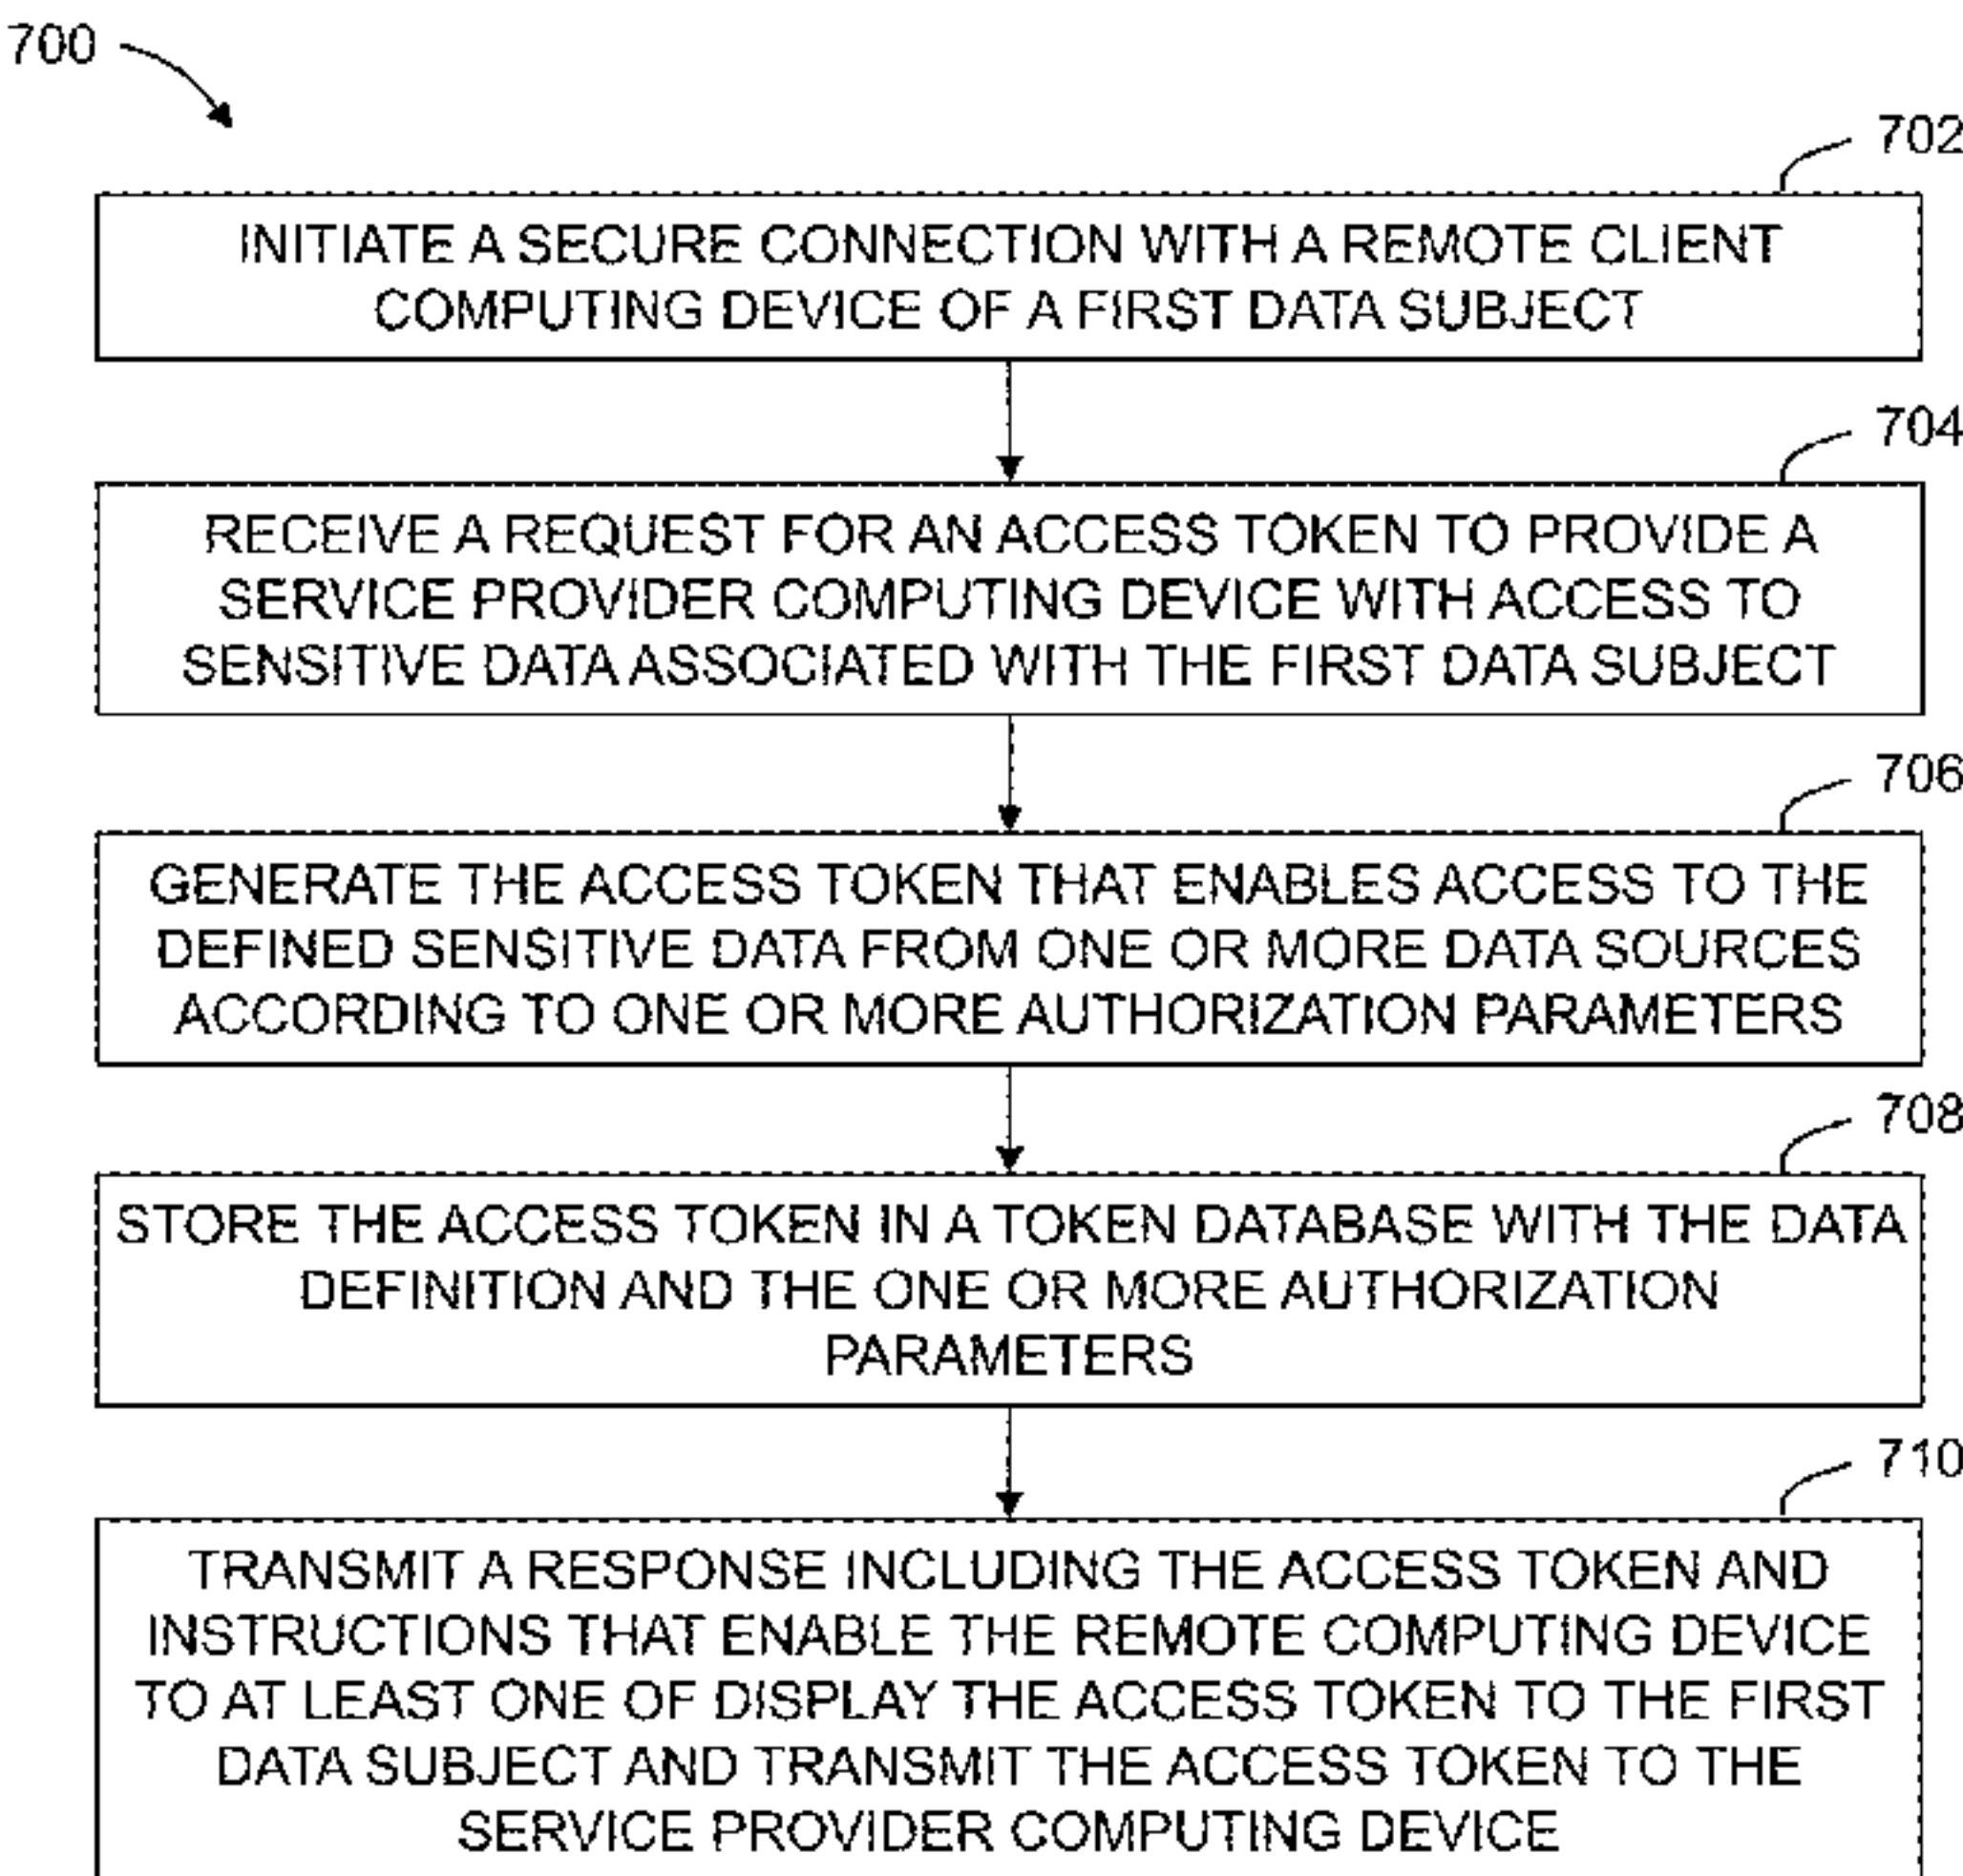 700
702
INITIATE A SECURE CONNECTION WITH A REMOTE CLIENT
COMPUTING DEVICE OF A FIRST DATA SUBJECT
704
RECEIVE A REQUEST FOR AN ACCESS TOKEN TO PROVIDE A
SERVICE PROVIDER COMPUTING DEVICE WITH ACCESS TO
SENSITIVE DATA ASSOCIATED WITH THE FIRST DATA SUBJECT
706
GENERATE THE ACCESS TOKEN THAT ENABLES ACCESS TO THE
DEFINED SENSITIVE DATA FROM ONE OR MORE DATA SOURCES
ACCORDING TO ONE OR MORE AUTHORIZATION PARAMETERS
708
STORE THE ACCESS TOKEN IN A TOKEN DATABASE WITH THE DATA
DEFINITION AND THE ONE OR MORE AUTHORIZATION
PARAMETERS
710
TRANSMIT A RESPONSE INCLUDING THE ACCESS TOKEN AND
INSTRUCTIONS THAT ENABLE THE REMOTE COMPUTING DEVICE
TO AT LEAST ONE OF DISPLAY THE ACCESS TOKEN TO THE FIRST
DATA SUBJECT AND TRANSMIT THE ACCESS TOKEN TO THE
SERVICE PROVIDER COMPUTING DEVICE